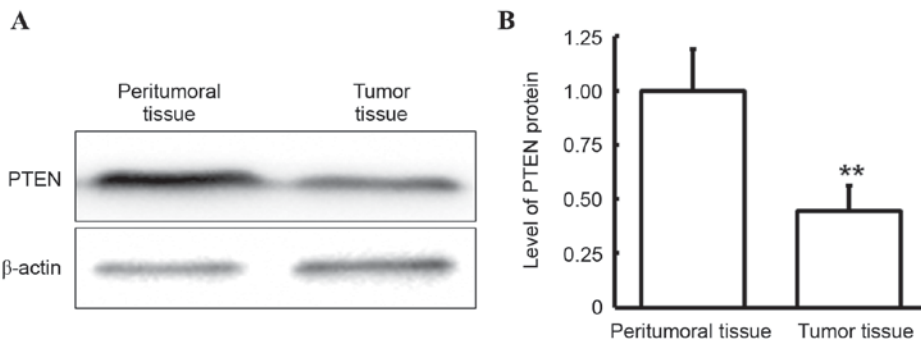 A
Peritumoral
tissue
Tumor
tissue
PTEN
β-actin
B
Level of PTEN protein
1.25
1.00
0.75
0.50
0.25
0
**
Peritumoral tissue
Tumor tissue